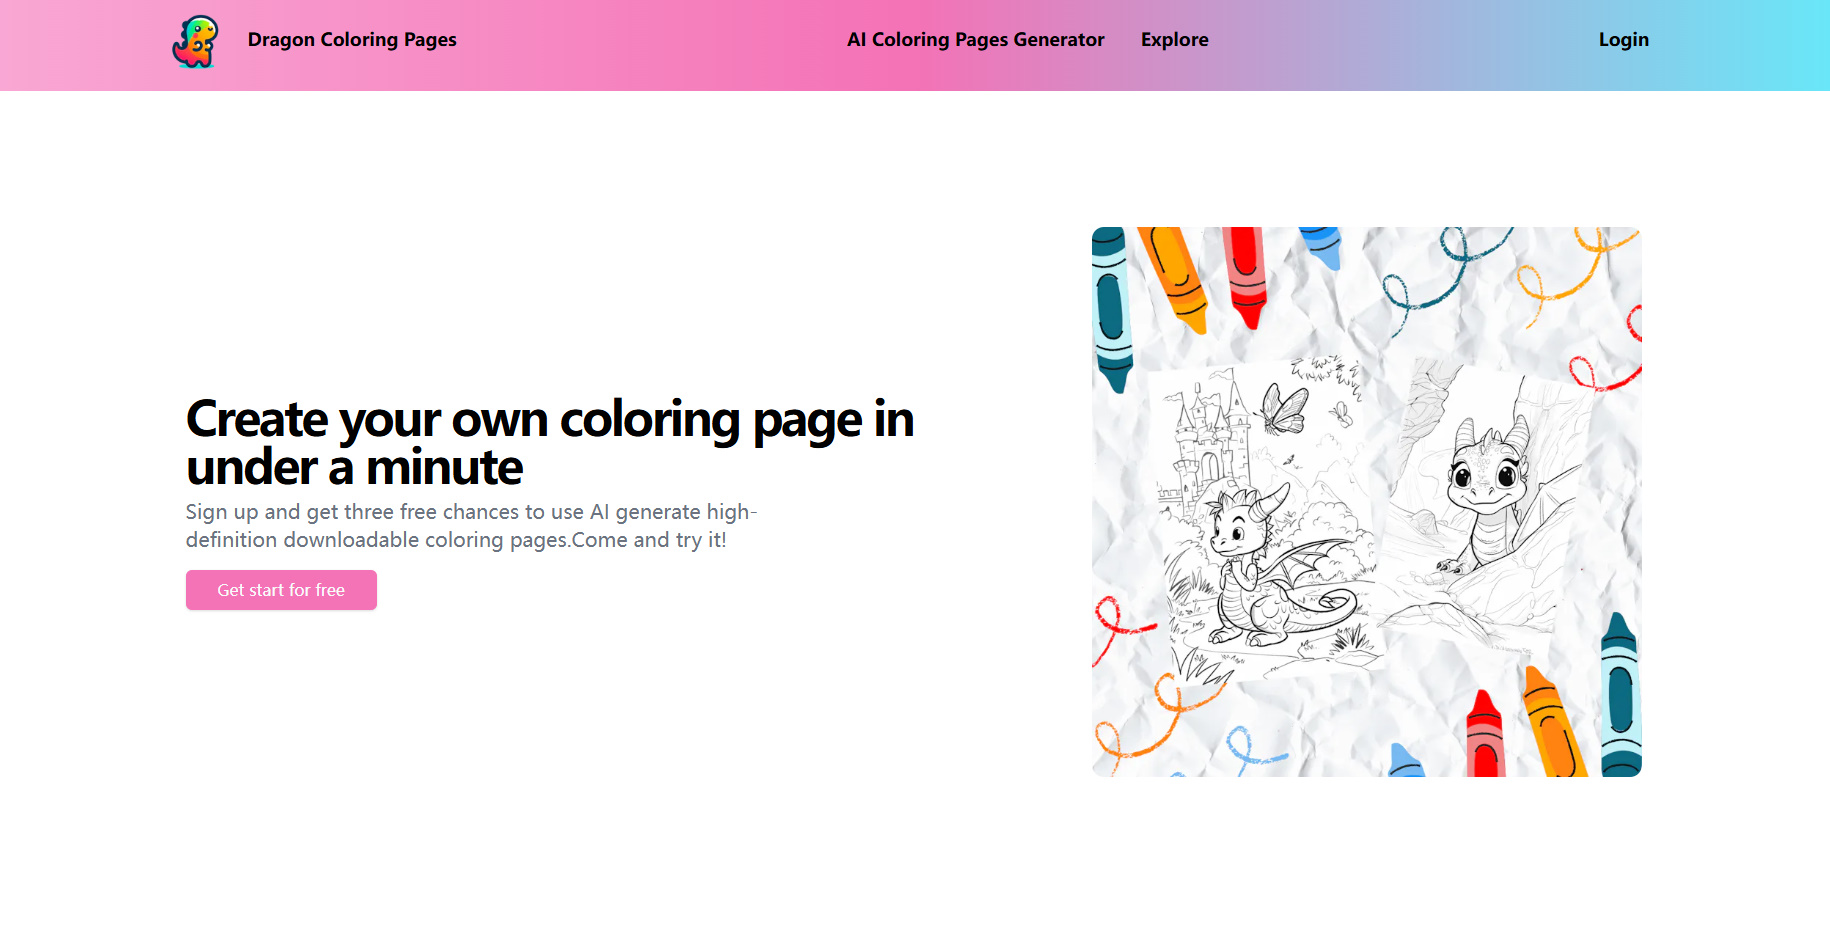 Dragon Coloring Pages
AI Coloring Pages Generator
Explore
Login
Create your own coloring page in
under a minute
Sign up and get three free chances to use AI generate high-
definition downloadable coloring pages.Come and try it!
Get start for free